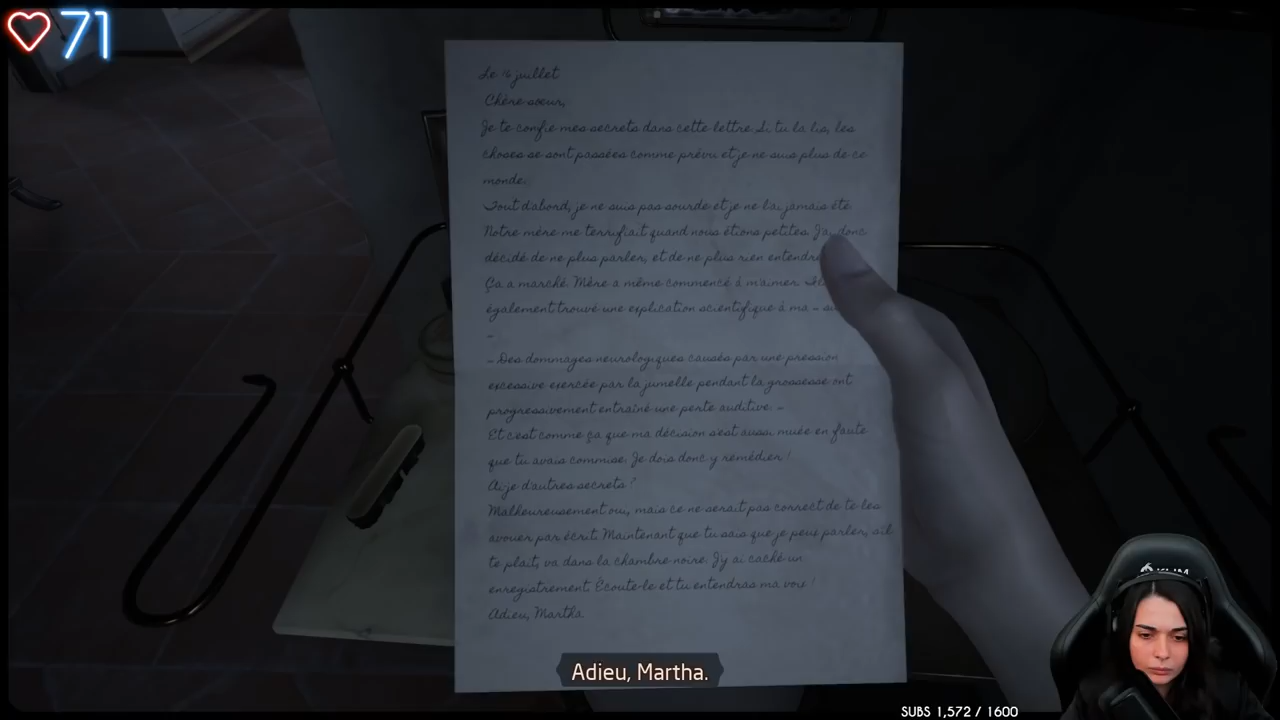 71
Le 16 juillet
Chère sœur,
Je te confie mes secrets dans cette lettre. Si tu la lis, les
choses se sont passées comme prévu et je ne suis plus de ce
monde.
Tout d'abord, je ne suis pas sourde et je ne l'ai jamais été.
Notre mère me terrifiait quand nous étions petites. J'ai donc
décidé de ne plus parler, et de ne plus rien entendre
Ça a marché. Mère a même commencé à m'aimer.
également trouvé une explication scientifique à ma -
-
- Des dommages neurologiques causés par une pression
excessive exercée par la jumelle pendant la grossesse ont
progressivement entraîné une perte auditive. -
Et c'est comme ça que ma décision s'est aussi muée en faute
que tu avais commise. Je dois donc y remédier !
Ai-je d'autres secrets ?
Malheureusement oui, mais ce ne serait pas correct de te les
avouer par écrit. Maintenant que tu sais que je peux parler, s'il
te plaît, va dans la chambre noire. J'y ai caché un
enregistrement. Écoute-le et tu entendras ma voix !
Adieu, Martha.
Adieu, Martha.
SUBS 1,572 / 1600